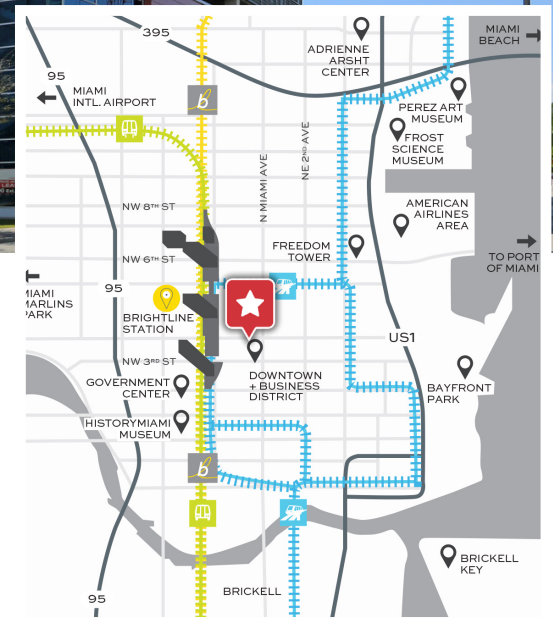 395
MIAMI
BEACH
ADRIENNE
ARSHT
CENTER
95
MIAMI
INTL. AIRPORT
b
PEREZ ART
MUSEUM
FROST
SCIENCE
MUSEUM
N MIAMI AVE
NE 2ND AVE
NW 8TH ST
AMERICAN
AIRLINES
AREA
FREEDOM
TOWER
NW 6TH ST
TO PORT
OF MIAMI
95
MIAMI
MARLINS
PARK
BRIGHTLINE
STATION
US1
NW 3RD ST
DOWNTOWN
+ BUSINESS
DISTRICT
GOVERNMENT
CENTER
BAYFRONT
PARK
HISTORYMIAMI
MUSEUM
b
BRICKELL
KEY
BRICKELL
95